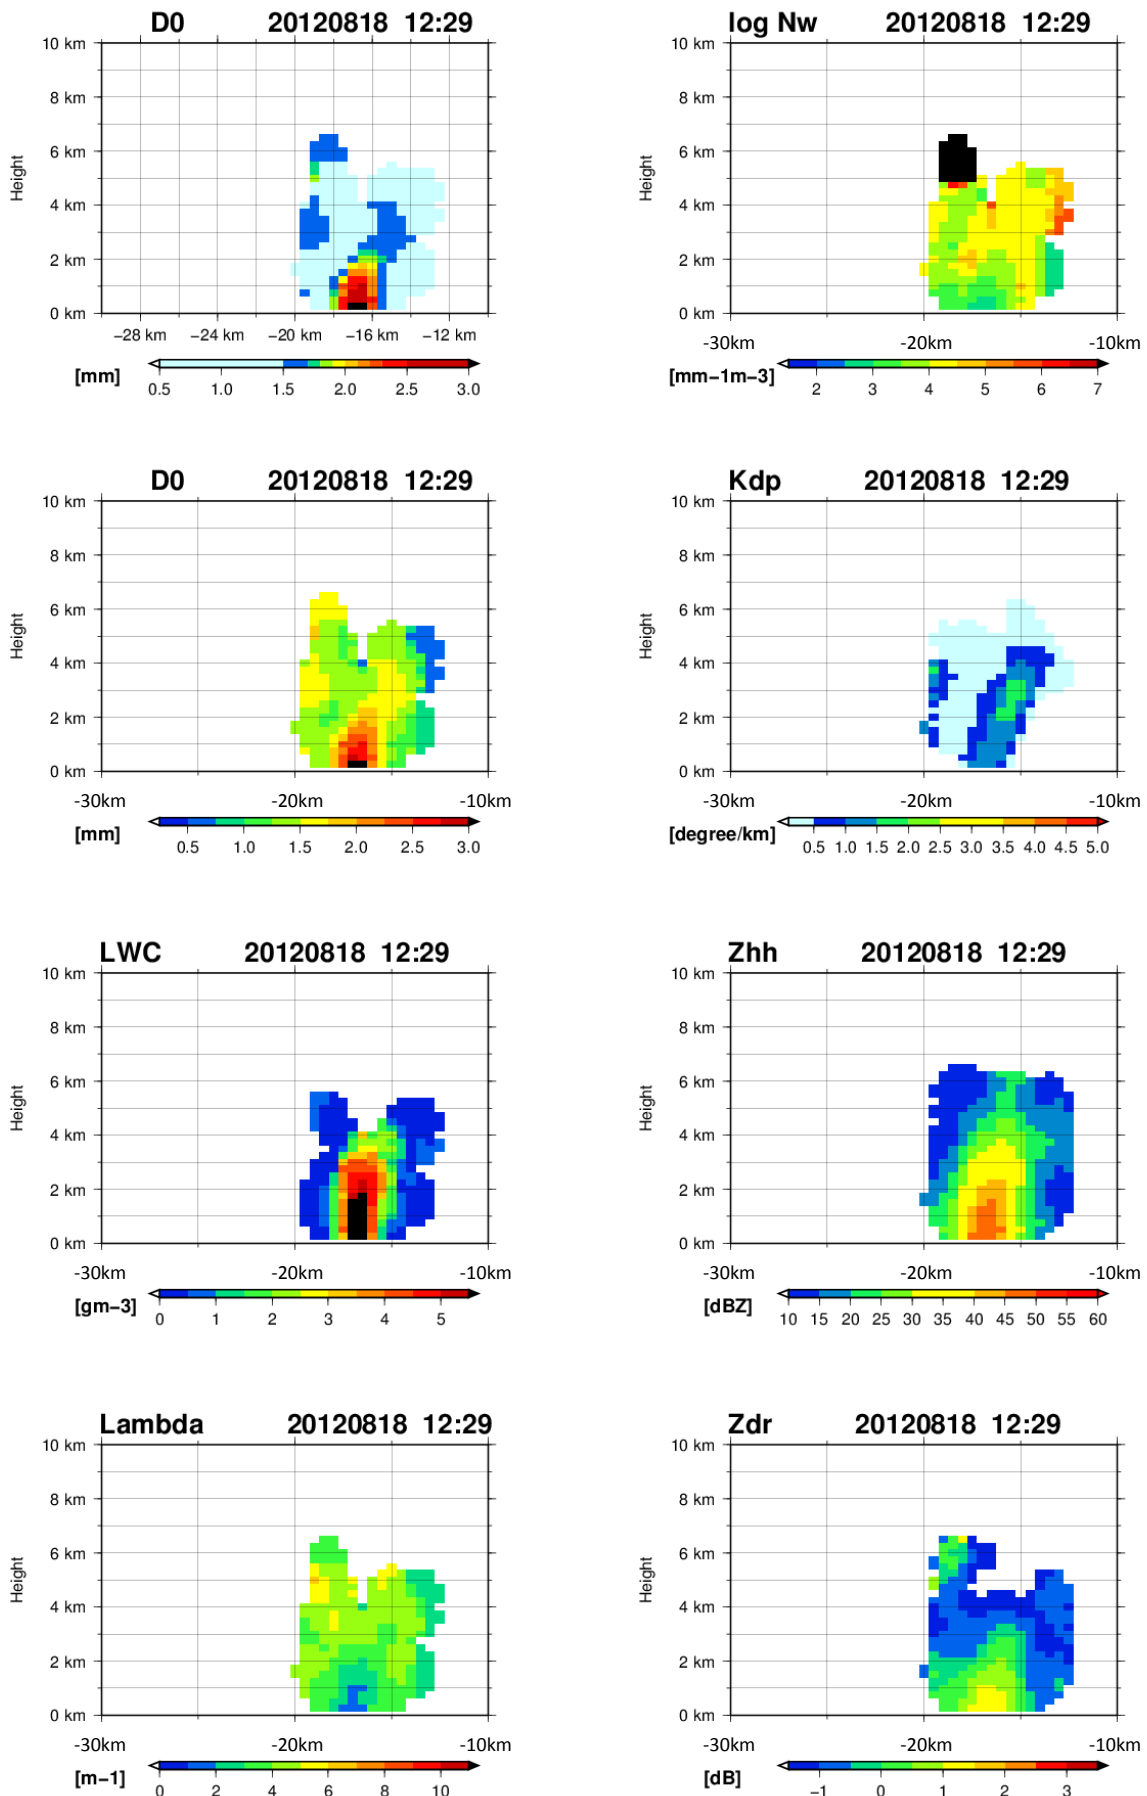 D0 20120818 12:29
log Nw 20120818 12:29
10 km
8 km
6 km
4 km
2 km
0 km
Height
−28 km −24 km −20 km −16 km −12 km
[mm]
0.5 1.0 1.5 2.0 2.5 3.0
10 km
8 km
6 km
4 km
2 km
0 km
-30km -20km -10km
[mm−1m−3]
2 3 4 5 6 7
D0 20120818 12:29
Kdp 20120818 12:29
10 km
8 km
6 km
4 km
2 km
0 km
Height
-30km -20km -10km
[mm]
0.5 1.0 1.5 2.0 2.5 3.0
10 km
8 km
6 km
4 km
2 km
0 km
Height
-30km -20km -10km
[degree/km]
0.5 1.0 1.5 2.0 2.5 3.0 3.5 4.0 4.5 5.0
LWC 20120818 12:29
Zhh 20120818 12:29
10 km
8 km
6 km
4 km
2 km
0 km
Height
-30km -20km -10km
[gm−3]
0 1 2 3 4 5
10 km
8 km
6 km
4 km
2 km
0 km
Height
-30km -20km -10km
[dBZ]
10 15 20 25 30 35 40 45 50 55 60
Lambda 20120818 12:29
Zdr 20120818 12:29
10 km
8 km
6 km
4 km
2 km
0 km
Height
-30km -20km -10km
[m-1]
0 2 4 6 8 10
10 km
8 km
6 km
4 km
2 km
0 km
Height
-30km -20km -10km
[dB]
−1 0 1 2 3
Height